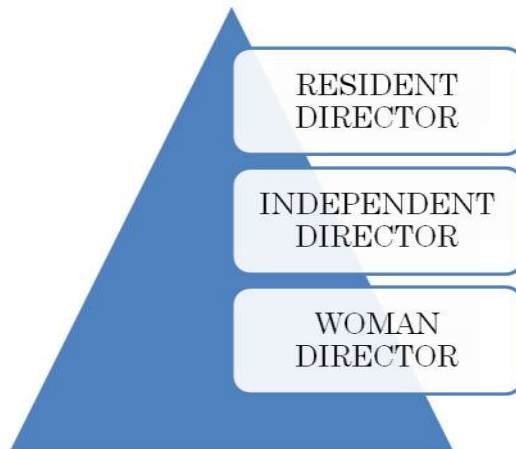 RESIDENT
DIRECTOR
INDEPENDENT
DIRECTOR
WOMAN
DIRECTOR